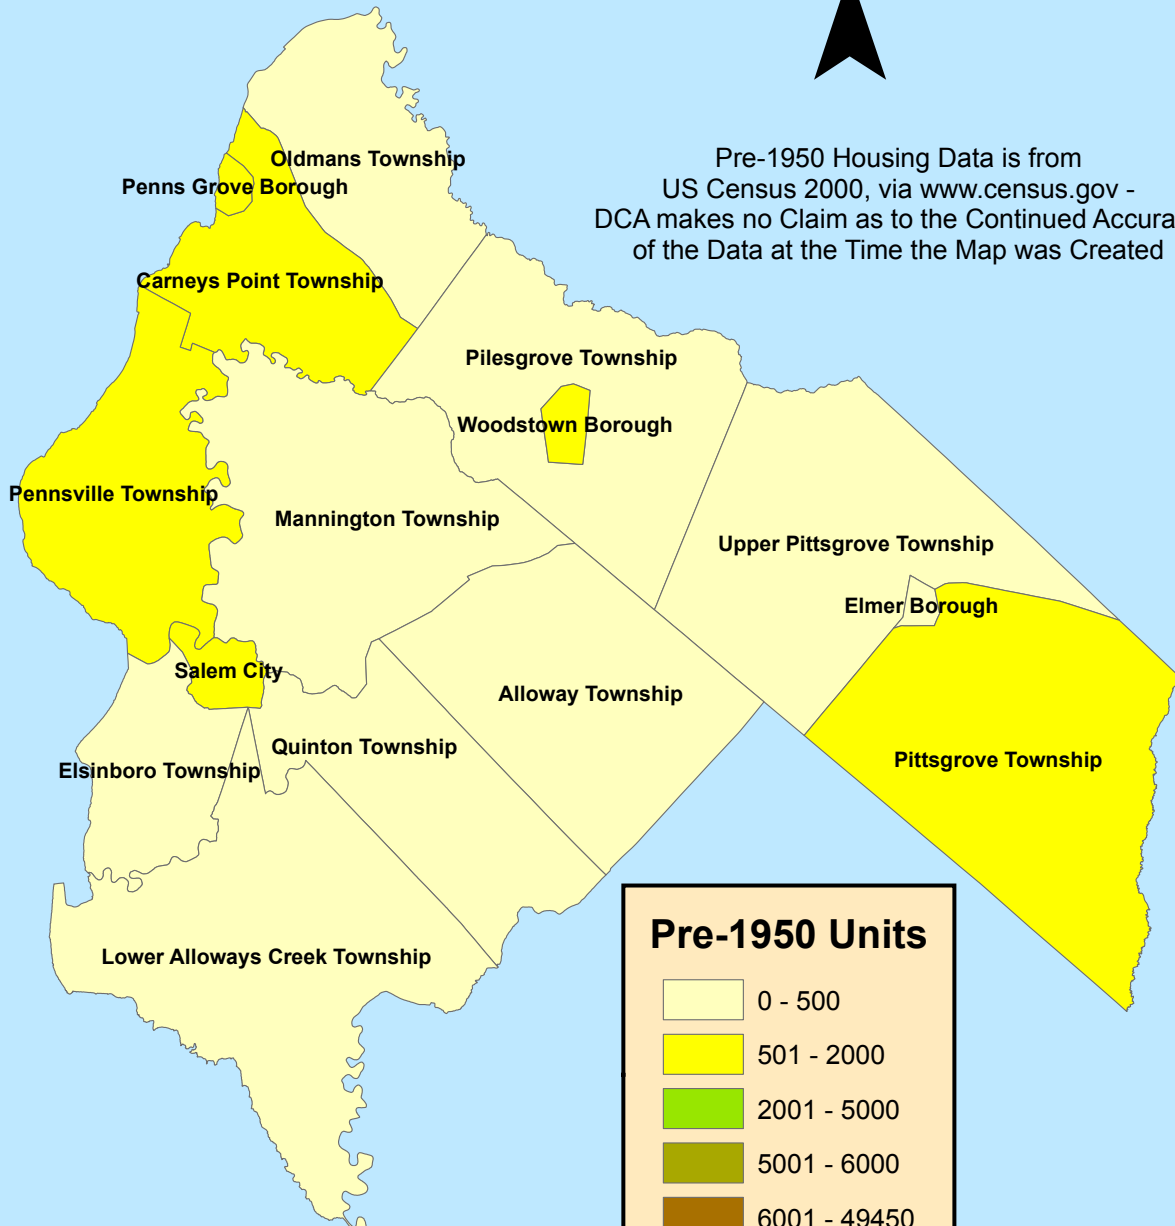 Oldmans Township
Penns Grove Borough
Pre-1950 Housing Data is from
US Census 2000, via www.census.gov -
DCA makes no Claim as to the Continued Accura
of the Data at the Time the Map was Created
Carneys Point Township
Pilesgrove Township
Woodstown Borough
Pennsville Township
Mannington Township
Upper Pittsgrove Township
Elmer Borough
Salem City
Alloway Township
Quinton Township
Elsinboro Township
Pittsgrove Township
Lower Alloways Creek Township
Pre-1950 Units
0 - 500
501 - 2000
2001 - 5000
5001 - 6000
6001 - 49450